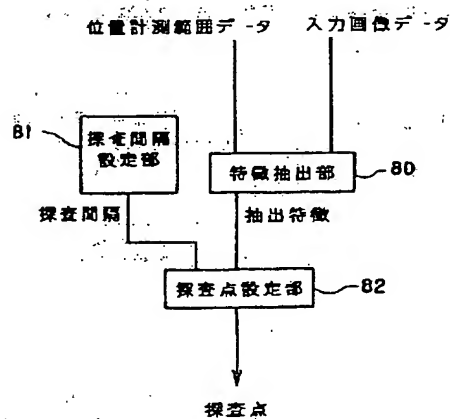 位置計測範囲データ
入力画像データ
81
探査間隔
設定部
特徴抽出部
80
探査間隔
抽出特徴
探査点設定部
82
探査点